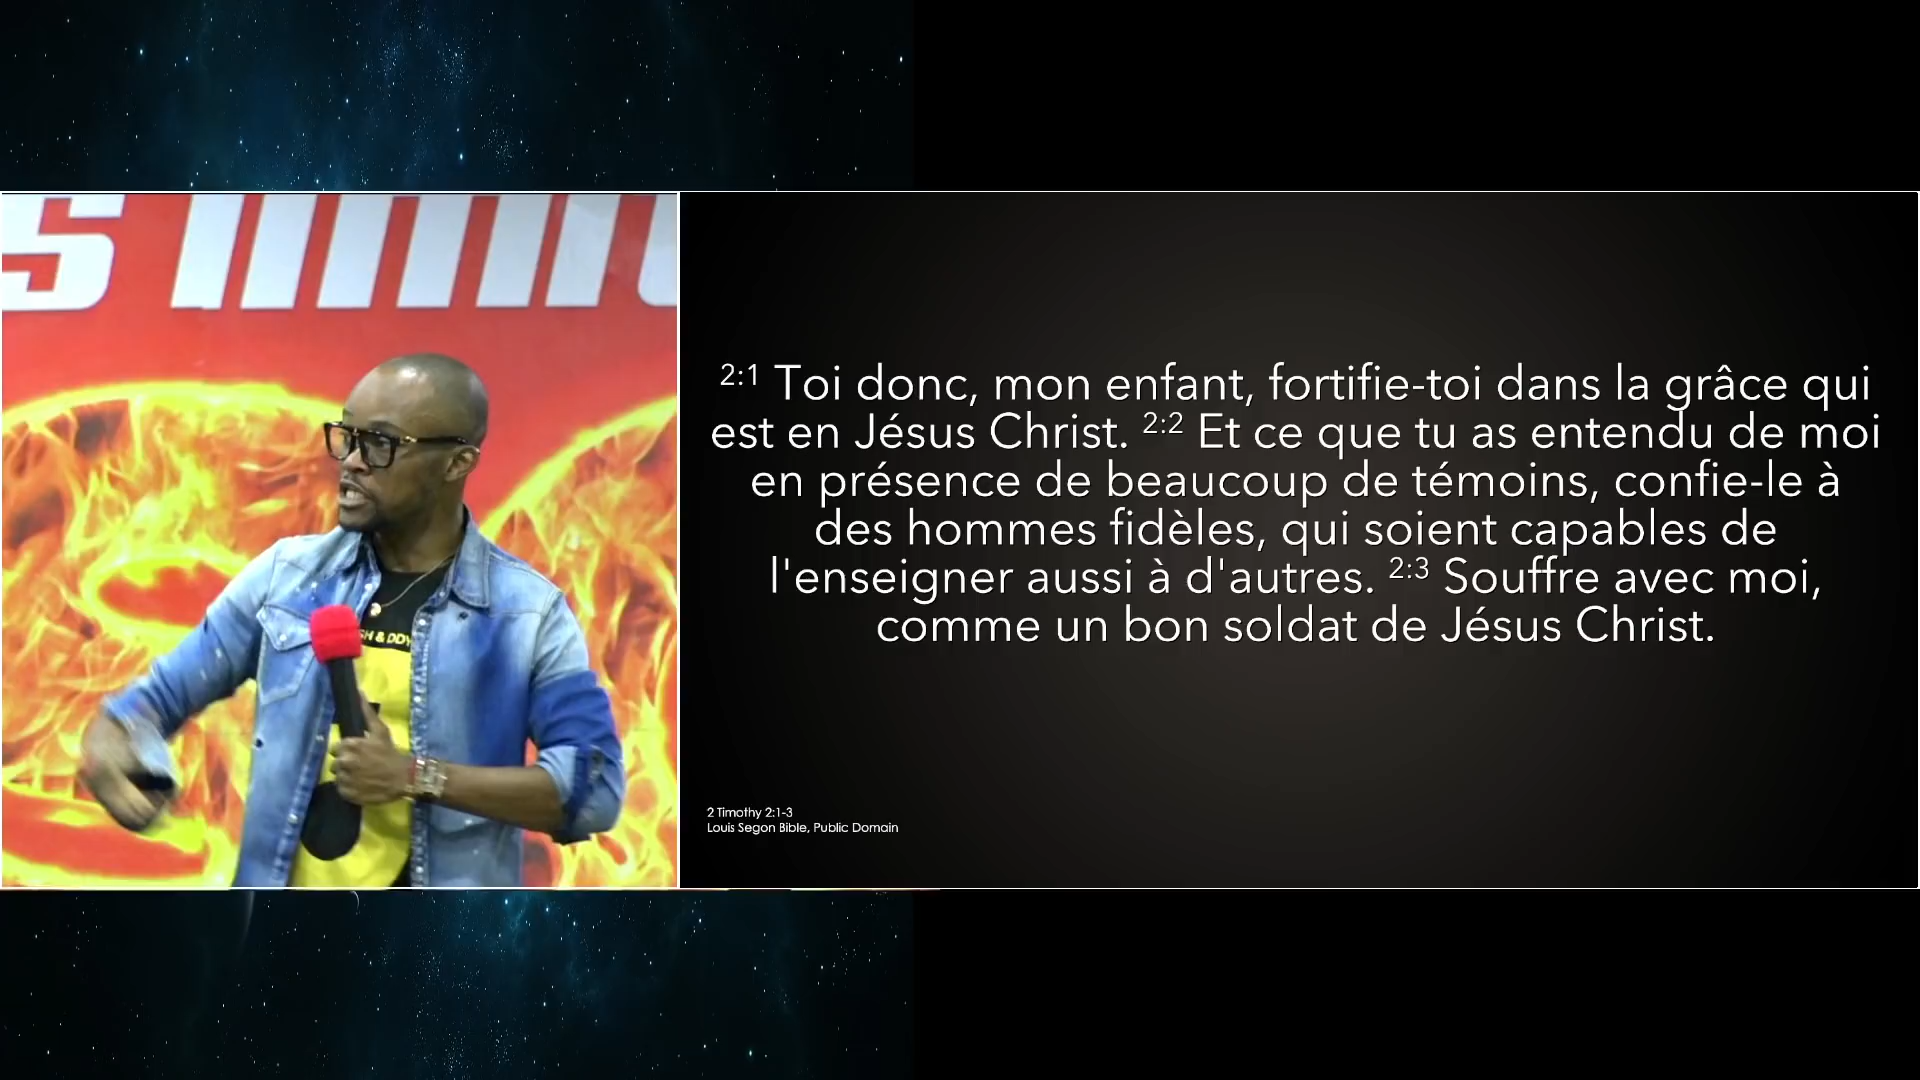 2:1 Toi donc, mon enfant, fortifie-toi dans la grâce qui
est en Jésus Christ. 2:2 Et ce que tu as entendu de moi
en présence de beaucoup de témoins, confie-le à
des hommes fidèles, qui soient capables de
l'enseigner aussi à d'autres. 2:3 Souffre avec moi,
comme un bon soldat de Jésus Christ.
2 Timothy 2:1-3
Louis Segon Bible, Public Domain